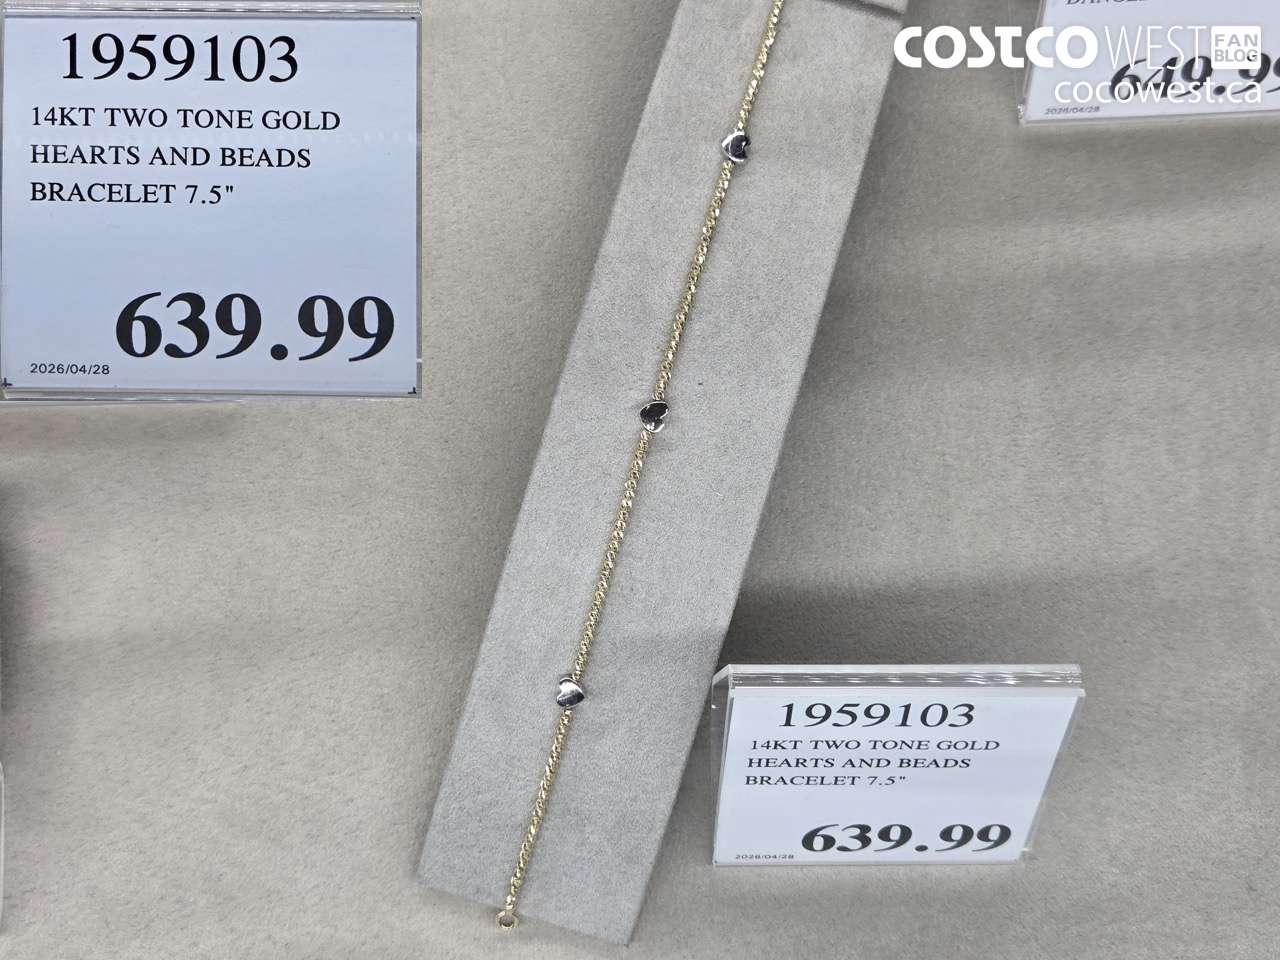 1959103
14KT TWO TONE GOLD
HEARTS AND BEADS
BRACELET 7.5"
639.99
2026/04/28
COSTCO WEST FAN BLOG
cocowest.ca
649.99
2026/04/28
1959103
14KT TWO TONE GOLD
HEARTS AND BEADS
BRACELET 7.5"
639.99
2026/04/28